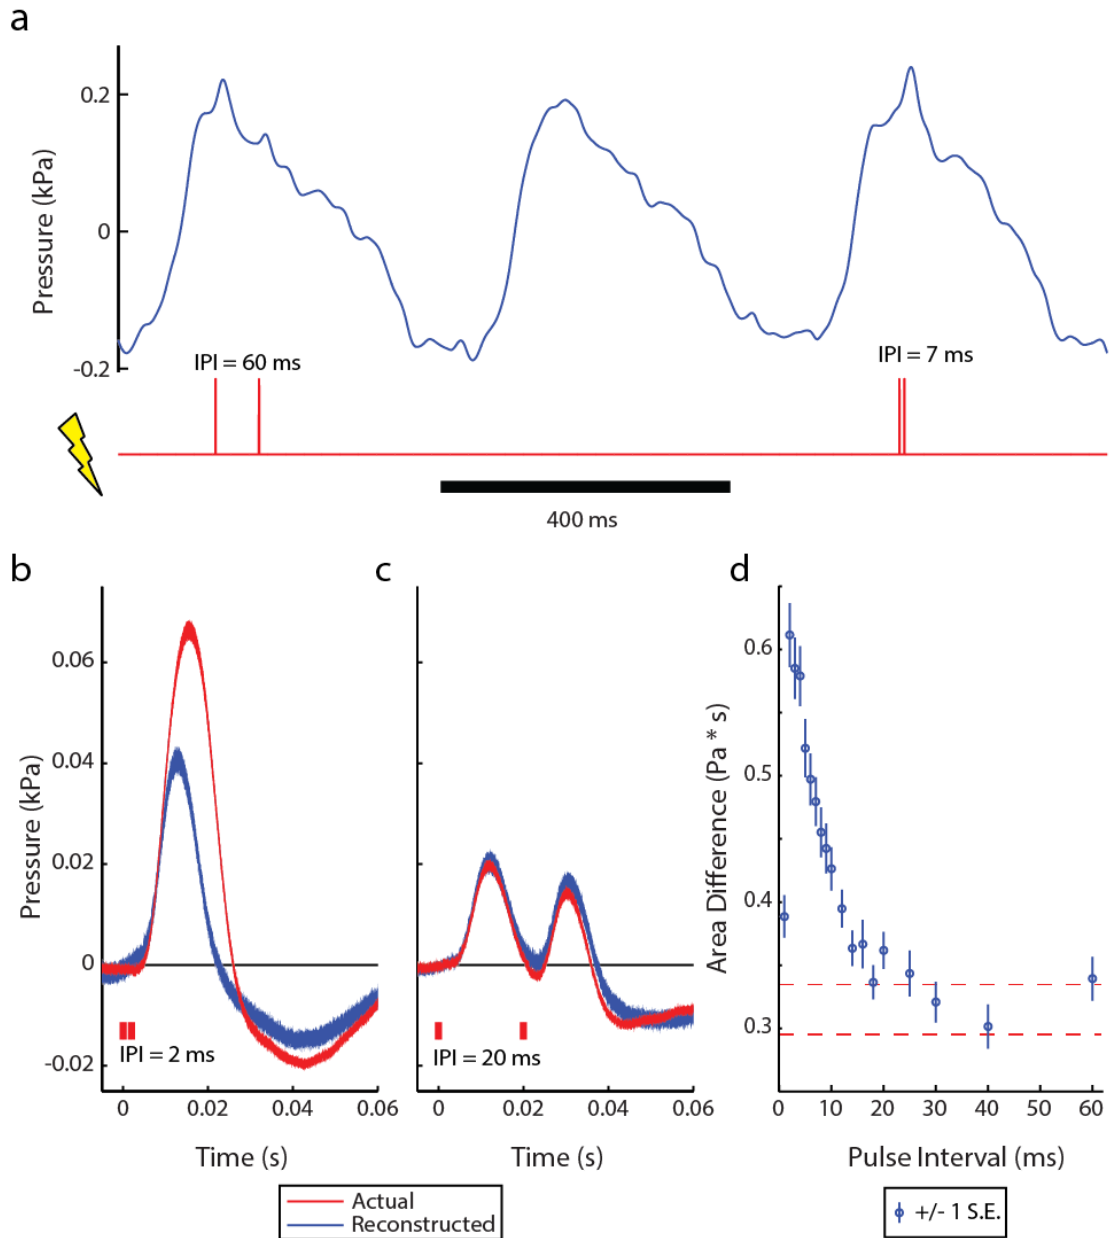 a
Pressure (kPa)
0.2
0
-0.2
IPI = 60 ms
IPI = 7 ms
400 ms
b
Pressure (kPa)
0.06
0.04
0.02
0
-0.02
IPI = 2 ms
0 0.02 0.04 0.06
Time (s)
c
IPI = 20 ms
0 0.02 0.04 0.06
Time (s)
Actual
Reconstructed
d
Area Difference (Pa * s)
0.6
0.5
0.4
0.3
0 10 20 30 40 50 60
Pulse Interval (ms)
+/- 1 S.E.